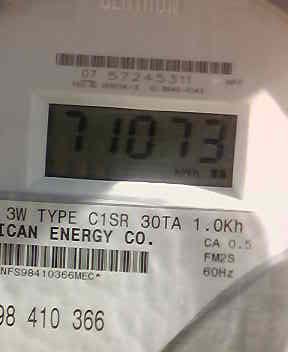 CENTRON
07 57245311
71073
3W TYPE C1SR 30TA 1.0Kh
ICAN ENERGY CO.
CA 0.5
FM2S
60Hz
NFS98410366MEC*
98 410 366